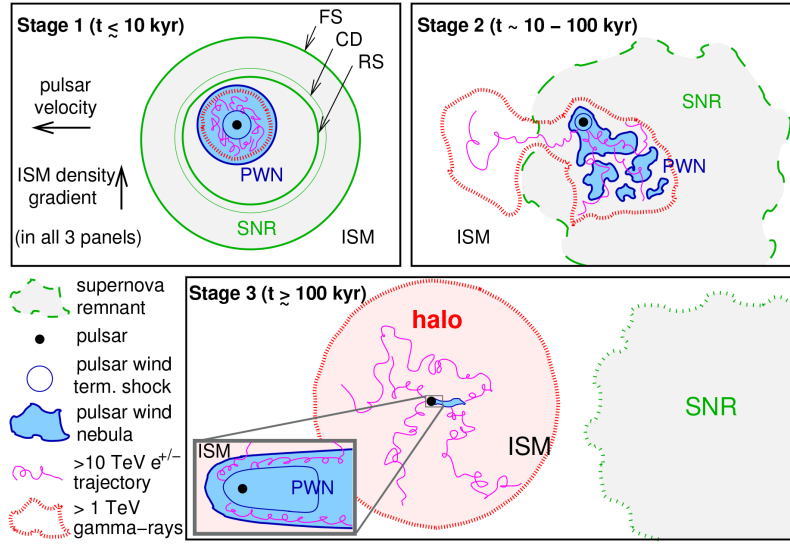 Stage 1 (t ≲ 10 kyr)
FS
CD
RS
pulsar
velocity
ISM density
gradient
(in all 3 panels)
PWN
SNR
ISM
Stage 2 (t ~ 10 − 100 kyr)
SNR
PWN
ISM
supernova
remnant
pulsar
pulsar wind
term. shock
pulsar wind
nebula
>10 TeV e+/−
trajectory
> 1 TeV
gamma−rays
Stage 3 (t ≳ 100 kyr)
halo
ISM
SNR
ISM
PWN